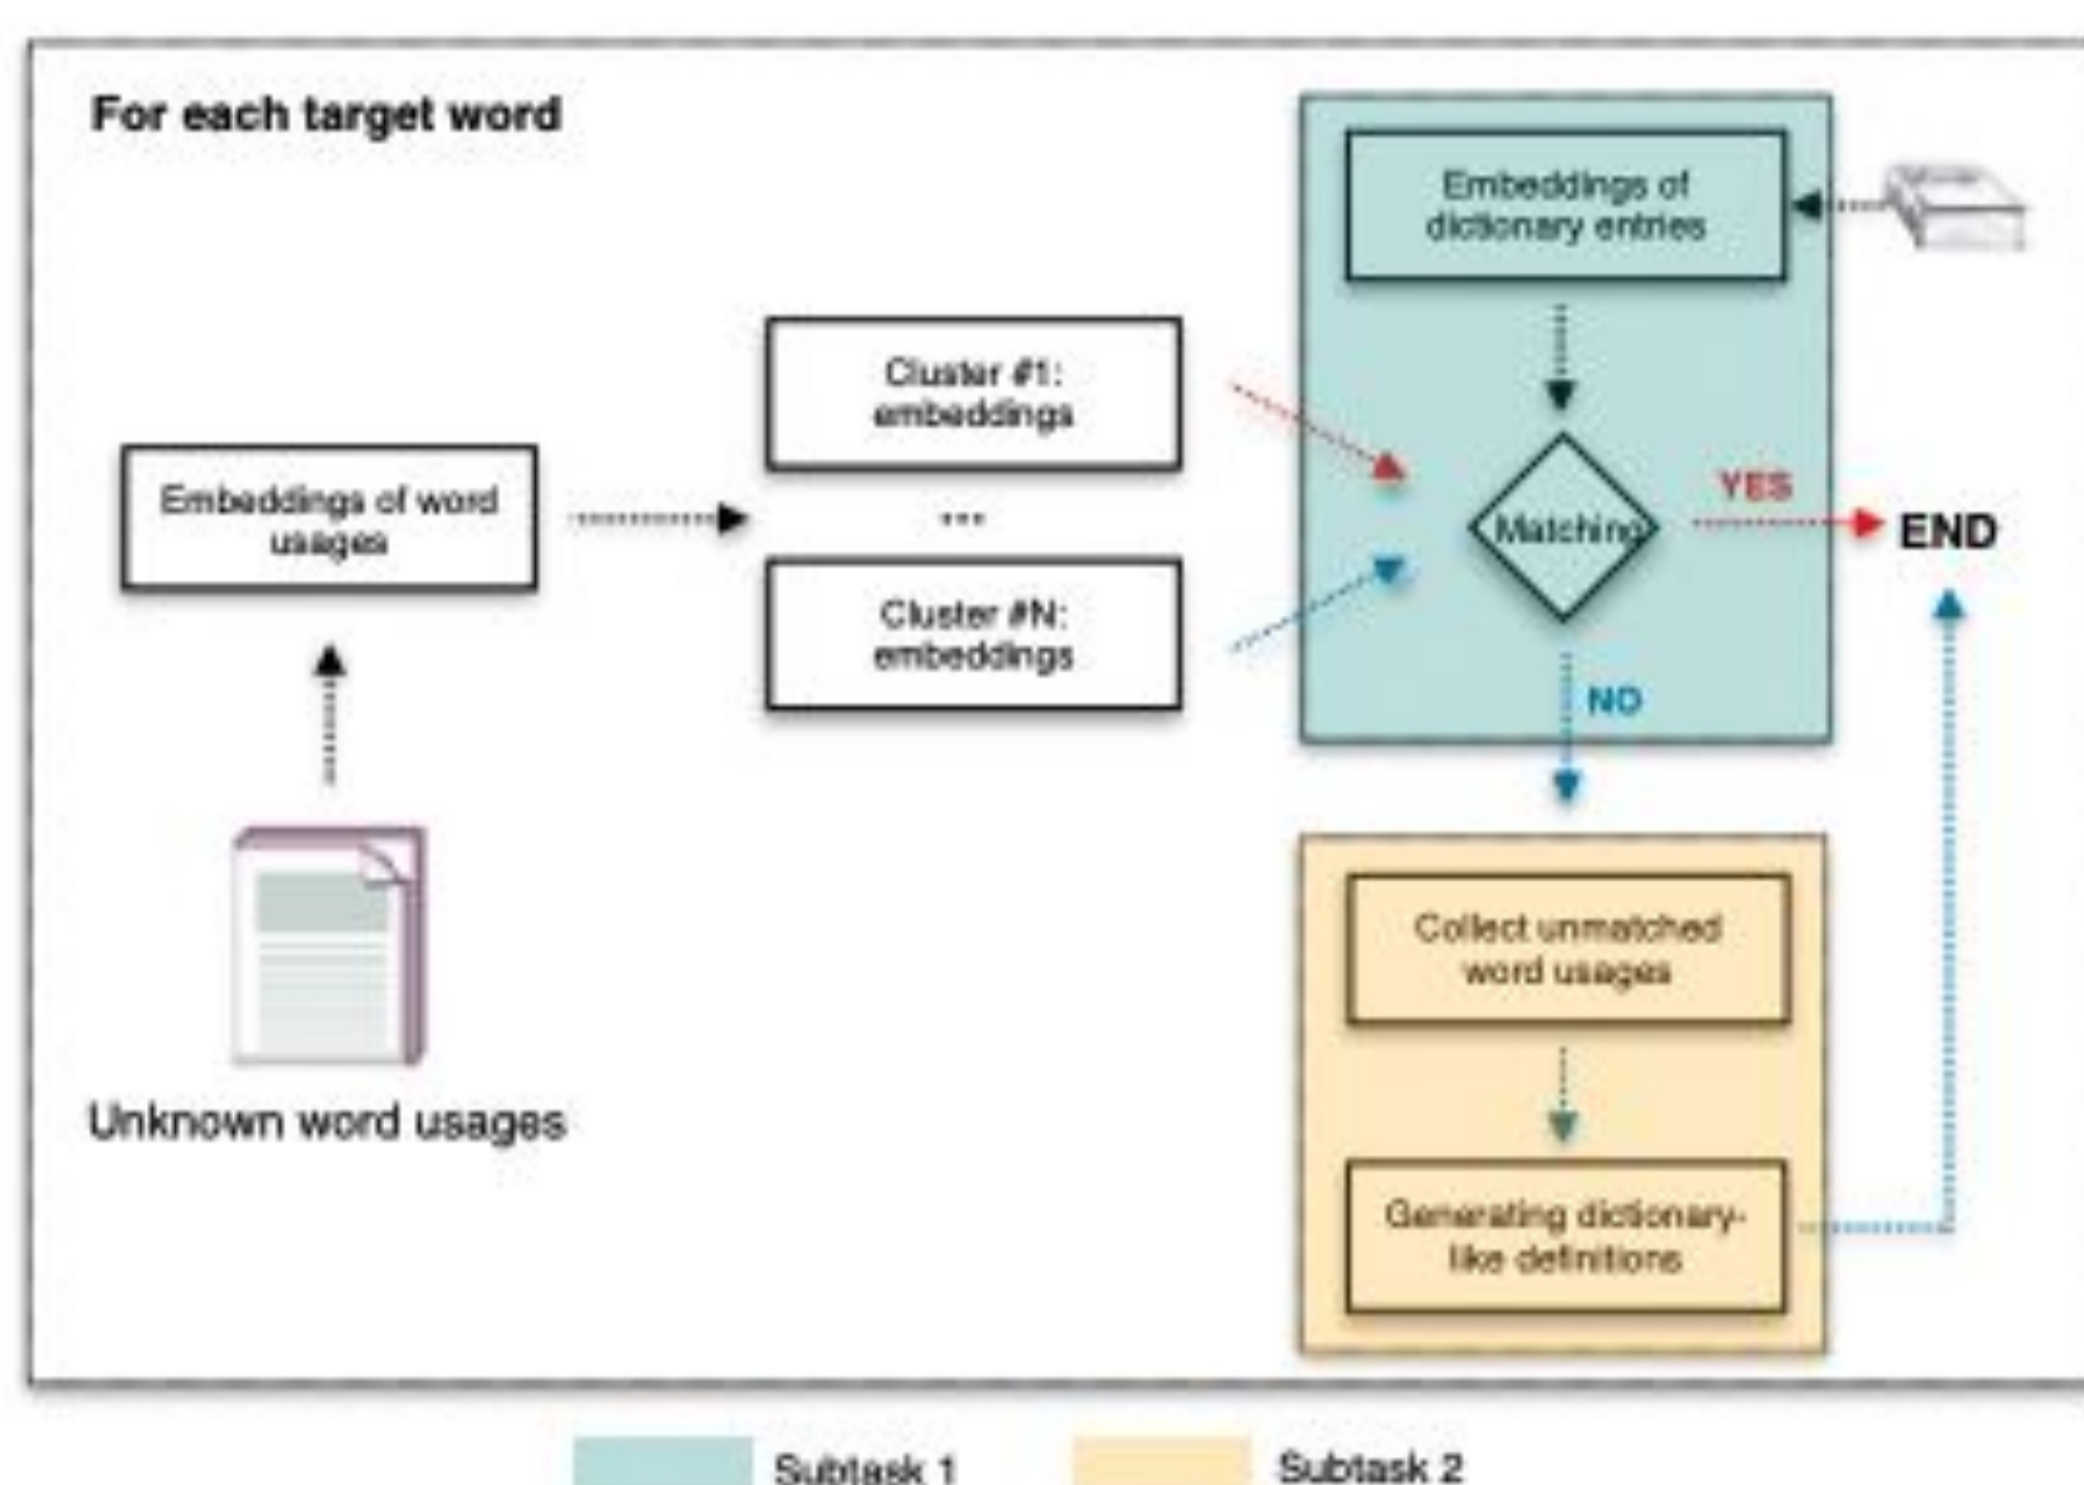 For each target word
Embeddings of
dictionary entries
Cluster #1:
embeddings
Embeddings of word
usages
...
Matching
YES
END
Cluster #N:
embeddings
NO
Collect unmatched
word usages
Unknown word usages
Generating dictionary-
like definitions
Subtask 1
Subtask 2